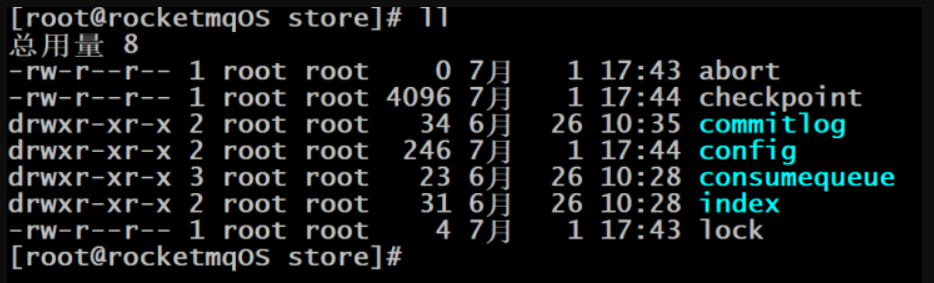 [root@rocketmqOS store]# ll
总用量 8
-rw-r--r-- 1 root root    0 7月   1 17:43 abort
-rw-r--r-- 1 root root 4096 7月   1 17:44 checkpoint
drwxr-xr-x 2 root root   34 6月  26 10:35 commitlog
drwxr-xr-x 2 root root  246 7月   1 17:44 config
drwxr-xr-x 3 root root   23 6月  26 10:28 consumequeue
drwxr-xr-x 2 root root   31 6月  26 10:28 index
-rw-r--r-- 1 root root    4 7月   1 17:43 lock
[root@rocketmqOS store]#